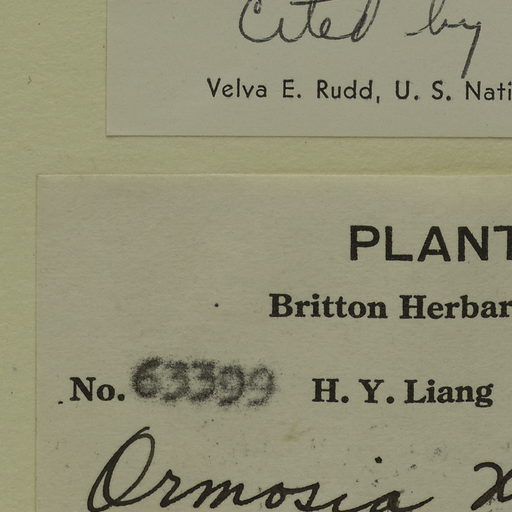 Cited by
Velva E. Rudd, U. S. Nati
PLANT
Britton Herbar
No. 63399 H. Y. Liang
Ormosia